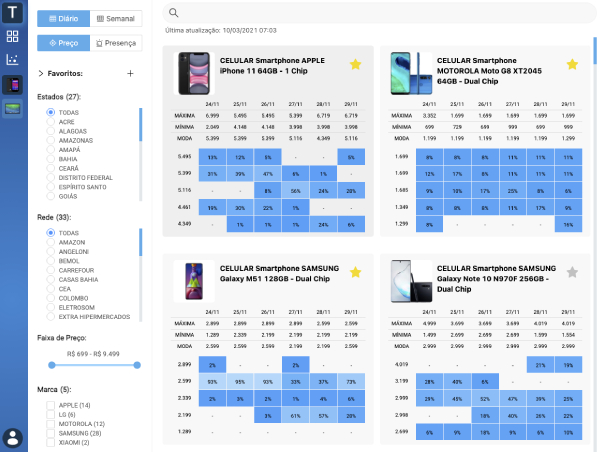 T
Diário Semanal
Preço Presença
Favoritos: +
Estados (27):
TODAS
ACRE
ALAGOAS
AMAZONAS
AMAPÁ
BAHIA
CEARÁ
DISTRITO FEDERAL
ESPÍRITO SANTO
GOIÁS
Rede (33):
TODAS
AMAZON
ANGELONI
BEMOL
CARREFOUR
CASAS BAHIA
CEA
COLOMBO
ELETROSOM
EXTRA HIPERMERCADOS
Faixa de Preço:
R$ 699 - R$ 9.499
Marca (5):
APPLE (14)
LG (6)
MOTOROLA (12)
SAMSUNG (28)
XIAOMI (2)
Última atualização: 10/03/2021 07:03
CELULAR Smartphone APPLE
iPhone 11 64GB - 1 Chip
24/11 25/11 26/11 27/11 28/11 29/11
MÁXIMA 6.999 5.495 5.495 5.399 6.719 6.719
MÍNIMA 2.049 4.148 4.148 3.998 3.998 3.998
MODA 5.399 5.399 5.399 5.116 4.349 5.116
5.495 13% 12% 5% - - 5%
5.399 31% 39% 47% 6% 1% -
5.116 - - 8% 56% 24% 28%
4.461 19% 30% 22% 1% - -
4.349 - 1% 1% 1% 24% 6%
CELULAR Smartphone
MOTOROLA Moto G8 XT2045
64GB - Dual Chip
24/11 25/11 26/11 27/11 28/11 29/11
MÁXIMA 3.352 1.699 1.699 1.699 1.699 1.699
MÍNIMA 699 729 699 999 999 999
MODA 1.199 1.199 1.199 1.199 1.199 1.299
1.699 8% 8% 8% 11% 11% 11%
1.699 12% 17% 8% 11% 11% 11%
1.685 9% 10% 17% 25% 8% 6%
1.349 8% 8% 8% 11% 17% 9%
1.299 8% - - - - 16%
CELULAR Smartphone SAMSUNG
Galaxy M51 128GB - Dual Chip
24/11 25/11 26/11 27/11 28/11 29/11
MÁXIMA 2.899 2.899 2.599 2.899 2.599 2.599
MÍNIMA 1.289 2.339 2.199 2.199 2.199 2.199
MODA 2.599 2.599 2.599 2.199 2.199 2.599
2.899 2% - - 2% - -
2.599 93% 95% 93% 33% 37% 73%
2.339 2% 3% 2% 1% 4% 6%
2.199 - - 3% 61% 57% 20%
1.289 - - - - - -
CELULAR Smartphone SAMSUNG
Galaxy Note 10 N970F 256GB -
Dual Chip
24/11 25/11 26/11 27/11 28/11 29/11
MÁXIMA 4.999 3.699 3.699 3.699 4.019 4.019
MÍNIMA 1.499 2.699 2.699 2.699 1.599 1.554
MODA 2.999 2.999 2.999 2.999 2.999 2.999
4.019 - - - - 21% 19%
3.199 28% 40% 6% - - -
2.999 29% 45% 52% 47% 39% 25%
2.998 - - 16% 40% 26% 22%
2.699 6% 9% 18% 9% 6% 10%